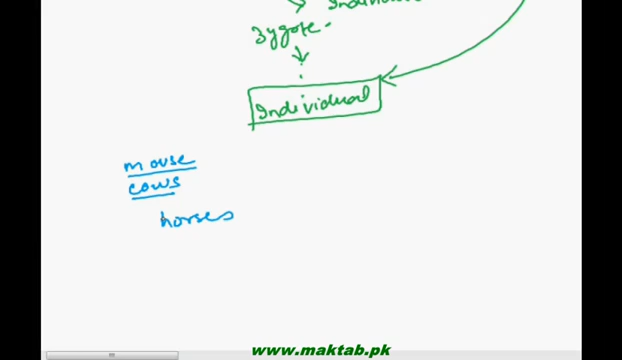 Zygote
Individual
mouse
cows
horses
www.maktab.pk